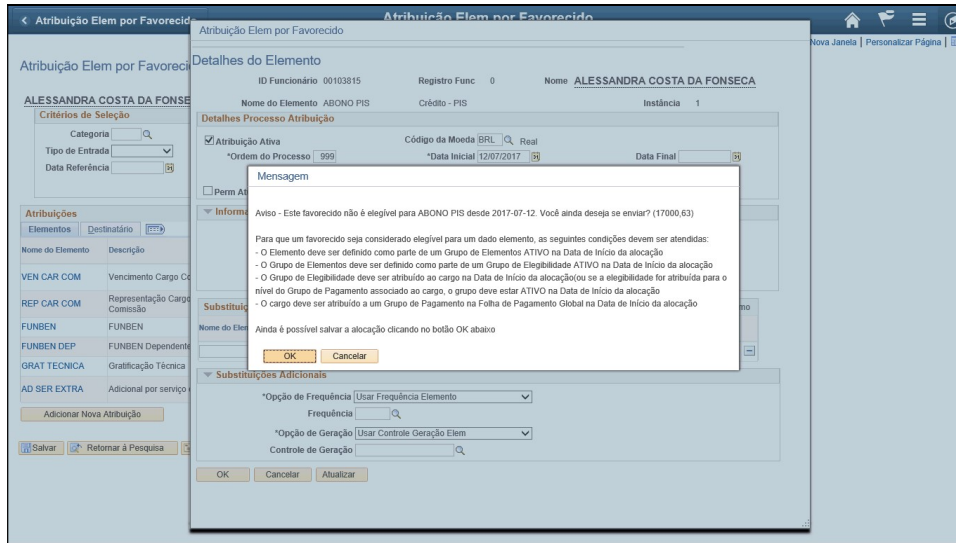 Atribuição Elem por Favorecido
Atribuição Elem por Favorecido
Nova Janela | Personalizar Página |
Atribuição Elem por Favoreci
ALESSANDRA COSTA DA FONSE
Critérios de Seleção
Categoria
Tipo de Entrada
Data Referência
Atribuições
Elementos Destinatário
Nome do Elemento Descrição
VEN CAR COM Vencimento Cargo Co
REP CAR COM Representação Cargo
Comissão
FUNBEN FUNBEN
FUNBEN DEP FUNBEN Dependente
GRAT TECNICA Gratificação Técnica
AD SER EXTRA Adicional por serviço
Adicionar Nova Atribuição
Salvar Retornar à Pesquisa
Atribuição Elem por Favorecido
Detalhes do Elemento
ID Funcionário 00103815 Registro Func 0 Nome ALESSANDRA COSTA DA FONSECA
Nome do Elemento ABONO PIS Crédito - PIS Instância 1
Detalhes Processo Atribuição
Atribuição Ativa Código da Moeda BRL Real
*Ordem do Processo 999 *Data Inicial 12/07/2017 Data Final
Perm At
Informa
Substituiç
Nome do Elem
mo
Mensagem
Aviso - Este favorecido não é elegível para ABONO PIS desde 2017-07-12. Você ainda deseja se enviar? (17000,63)
Para que um favorecido seja considerado elegível para um dado elemento, as seguintes condições devem ser atendidas:
- O Elemento deve ser definido como parte de um Grupo de Elementos ATIVO na Data de Início da alocação
- O Grupo de Elementos deve ser definido como parte de um Grupo de Elegibilidade ATIVO na Data de Início da alocação
- O Grupo de Elegibilidade deve ser atribuído ao cargo na Data de Início da alocação(ou se a elegibilidade for atribuída para o
nível do Grupo de Pagamento associado ao cargo, o grupo deve estar ATIVO na Data de Início da alocação
- O cargo deve ser atribuído a um Grupo de Pagamento na Folha de Pagamento Global na Data de Início da alocação
Ainda é possível salvar a alocação clicando no botão OK abaixo
OK Cancelar
Substituições Adicionais
*Opção de Frequência Usar Frequência Elemento
Frequência
*Opção de Geração Usar Controle Geração Elem
Controle de Geração
OK Cancelar Atualizar